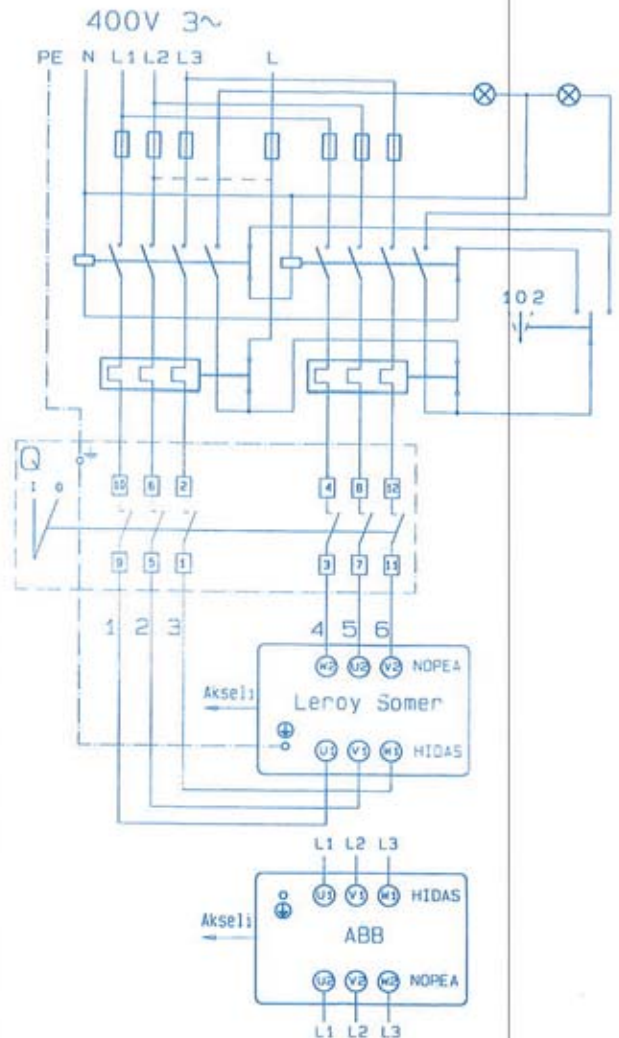 400V 3~
PE N L1 L2 L3 L
1 0 2
Q
I 0
10 6 2 4 8 12
9 5 1 3 7 11
1 2 3 4 5 6
W2 U2 V2 NOPEA
Akseli
Leroy Somer
U1 V1 W1 HIDAS
L1 L2 L3
U1 V1 W1 HIDAS
Akseli
ABB
U2 V2 W2 NOPEA
L1 L2 L3